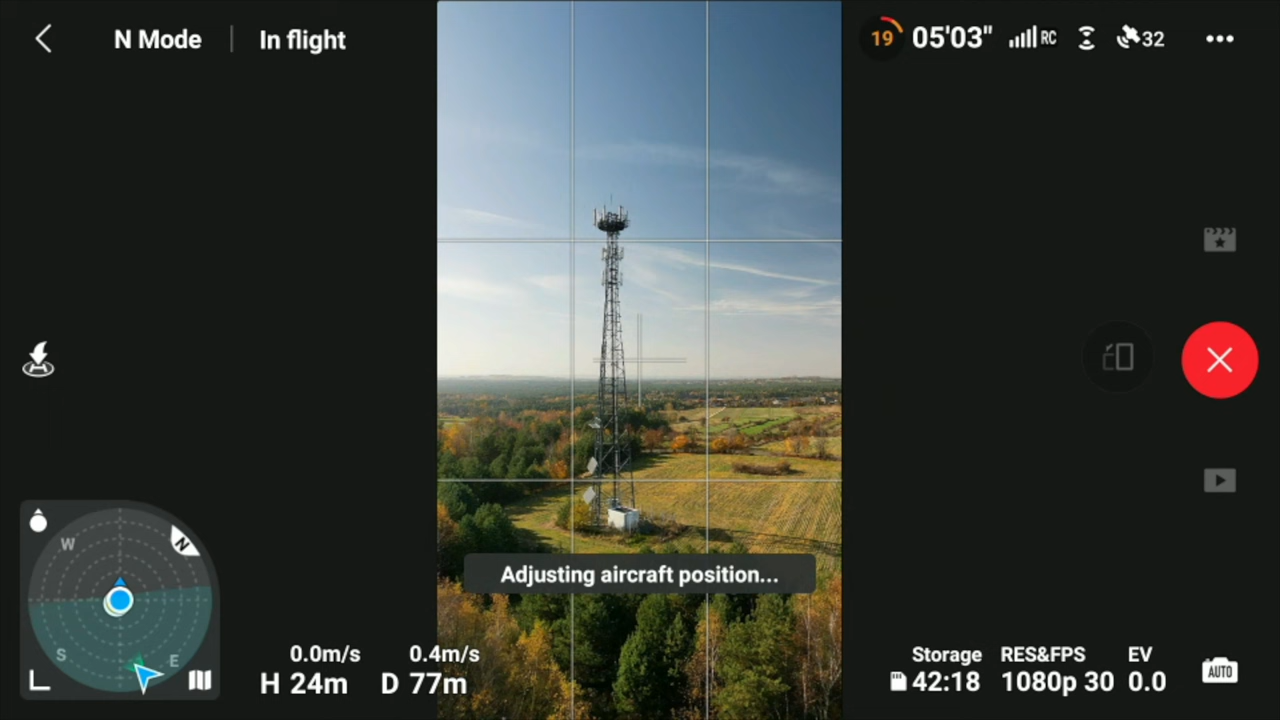 N Mode | In flight
19 05'03" RC 32
W N
S E
Adjusting aircraft position...
0.0m/s 0.4m/s
H 24m D 77m
Storage RES&FPS EV
42:18 1080p 30 0.0
AUTO